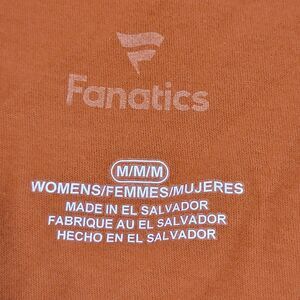 Fanatics
M/M/M
WOMENS/FEMMES/MUJERES
MADE IN EL SALVADOR
FABRIQUE AU EL SALVADOR
HECHO EN EL SALVADOR